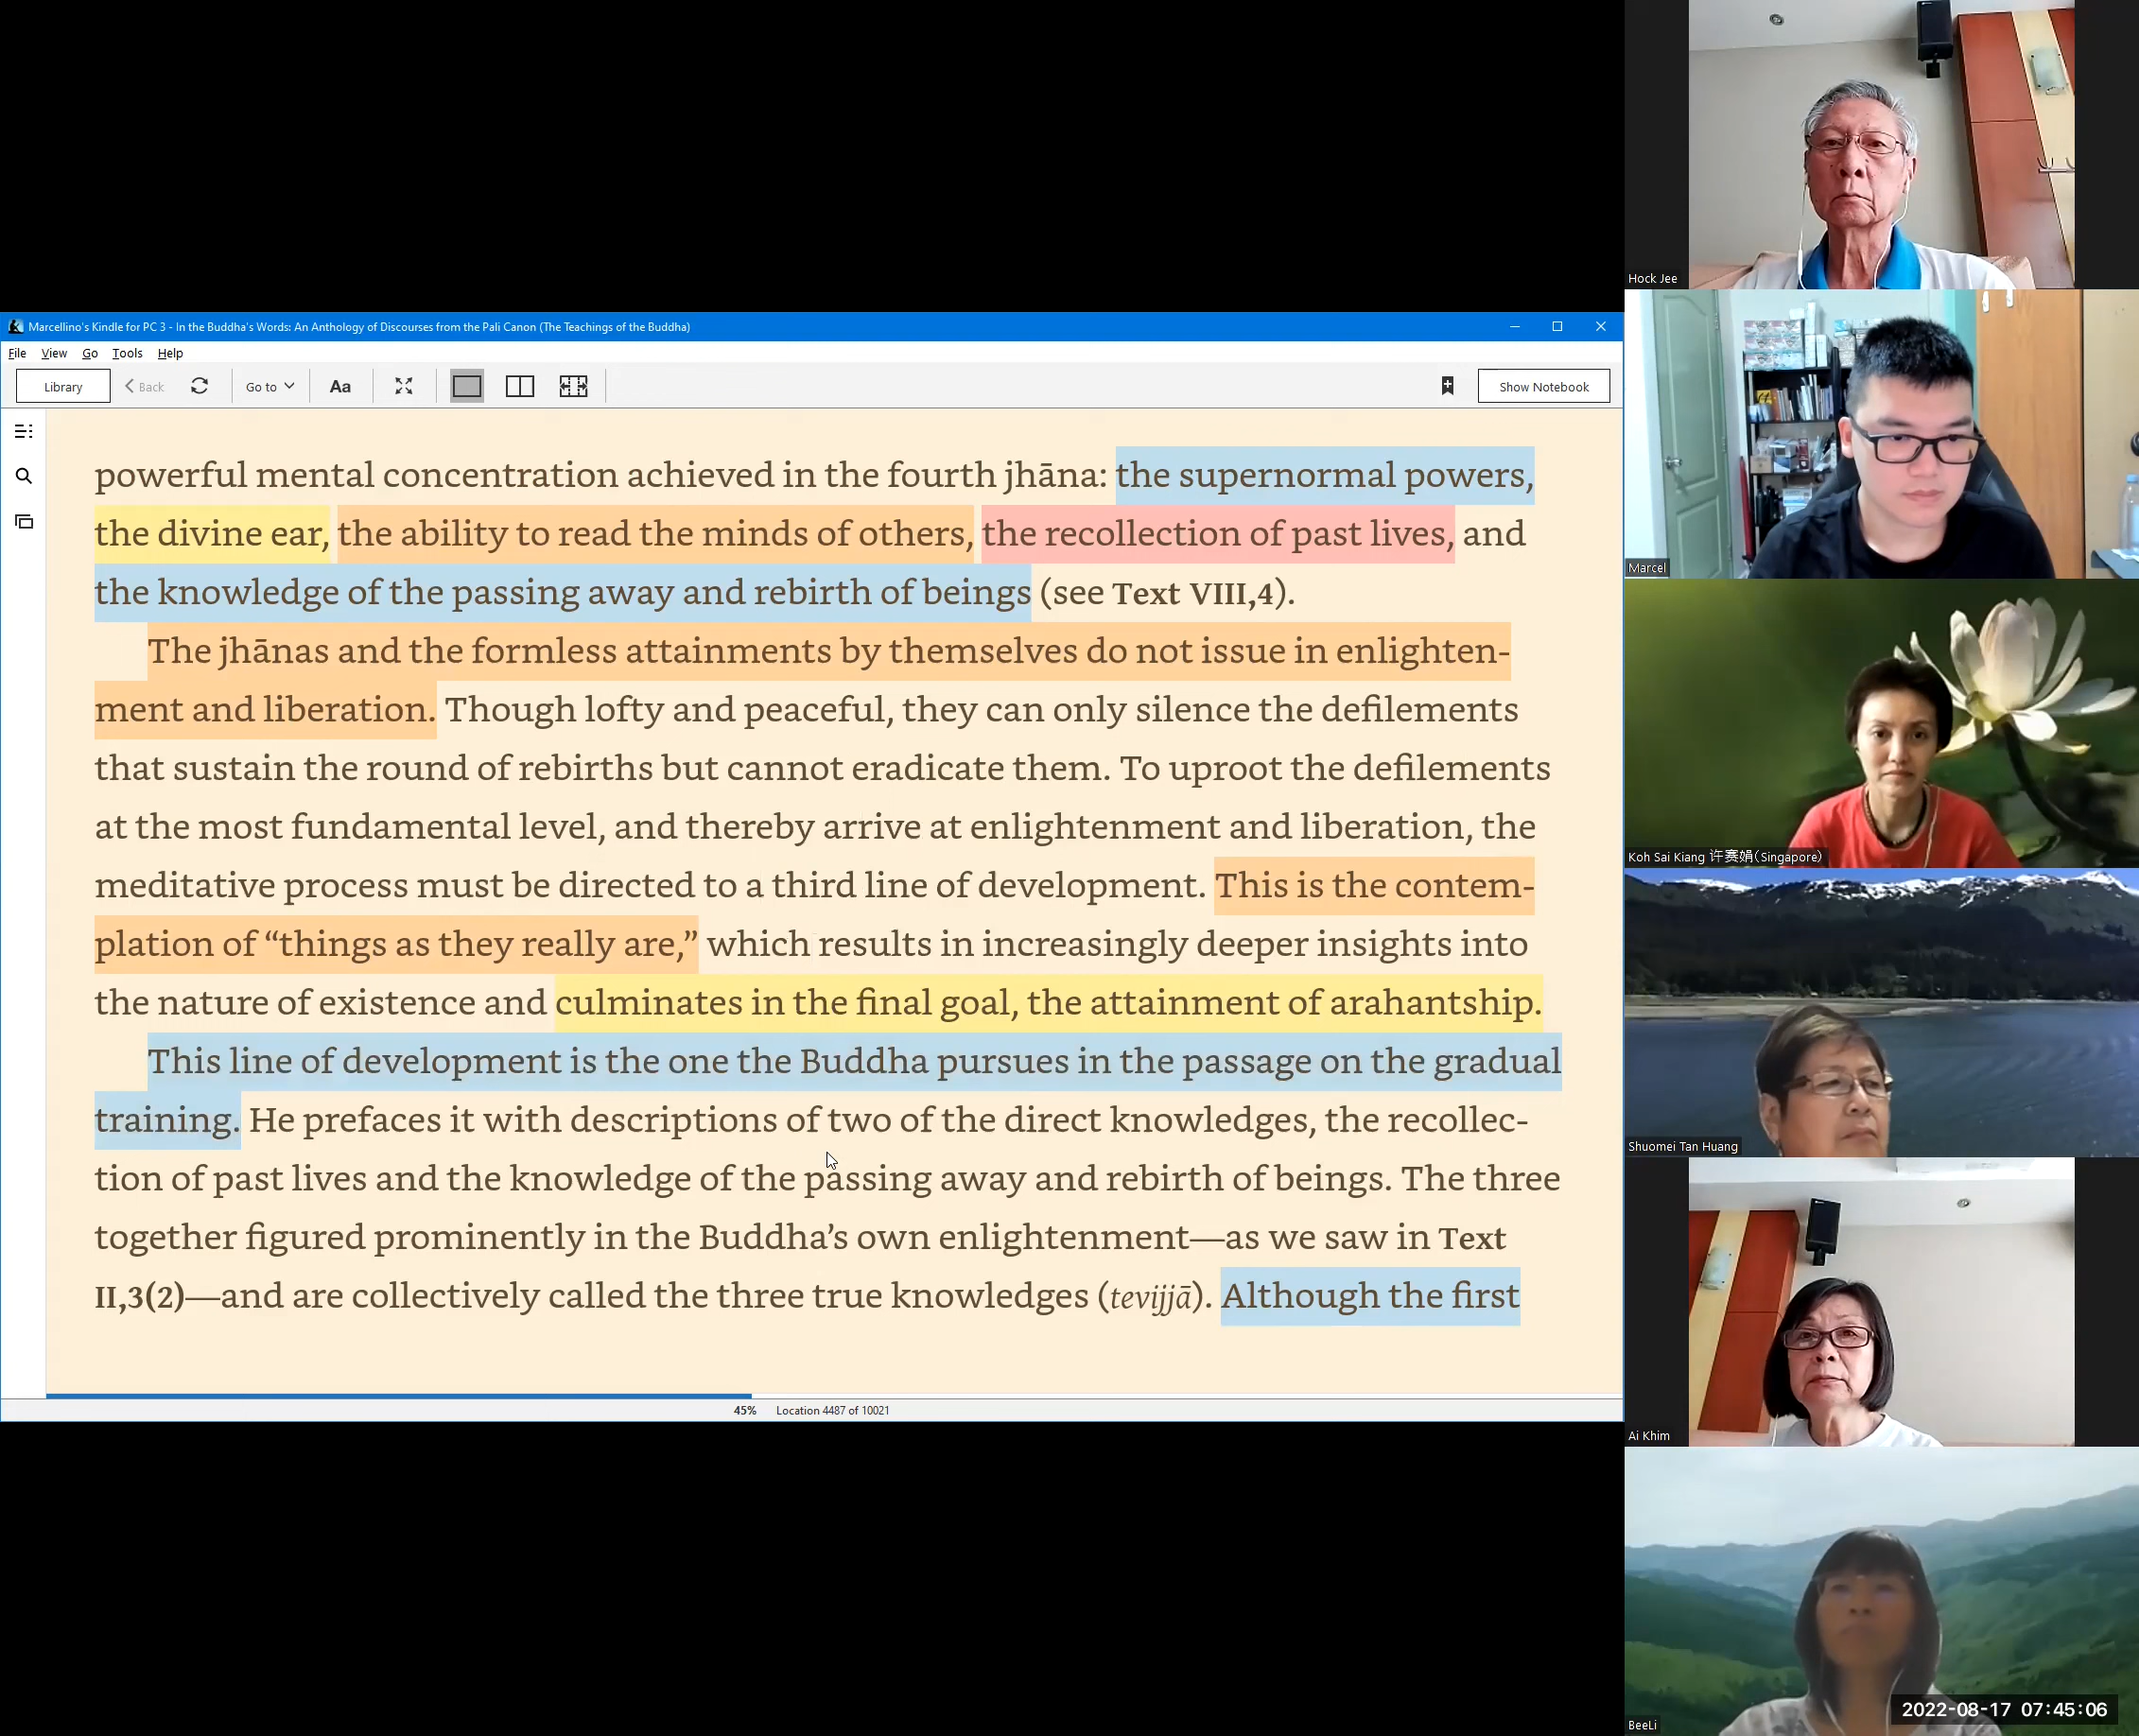 Marcellino's Kindle for PC 3 - In the Buddha's Words: An Anthology of Discourses from the Pali Canon (The Teachings of the Buddha)
File View Go Tools Help
Library Back Go to Aa Show Notebook
powerful mental concentration achieved in the fourth jhāna: the supernormal powers,
the divine ear, the ability to read the minds of others, the recollection of past lives, and
the knowledge of the passing away and rebirth of beings (see Text VIII,4).
The jhānas and the formless attainments by themselves do not issue in enlighten-
ment and liberation. Though lofty and peaceful, they can only silence the defilements
that sustain the round of rebirths but cannot eradicate them. To uproot the defilements
at the most fundamental level, and thereby arrive at enlightenment and liberation, the
meditative process must be directed to a third line of development. This is the contem-
plation of “things as they really are,” which results in increasingly deeper insights into
the nature of existence and culminates in the final goal, the attainment of arahantship.
This line of development is the one the Buddha pursues in the passage on the gradual
training. He prefaces it with descriptions of two of the direct knowledges, the recollec-
tion of past lives and the knowledge of the passing away and rebirth of beings. The three
together figured prominently in the Buddha’s own enlightenment—as we saw in Text
II,3(2)—and are collectively called the three true knowledges (tevijjā). Although the first
45% Location 4487 of 10021
Hock Jee
Marcel
Koh Sai Kiang 许赛娟(Singapore)
Shuomei Tan Huang
Ai Khim
BeeLi
2022-08-17 07:45:06